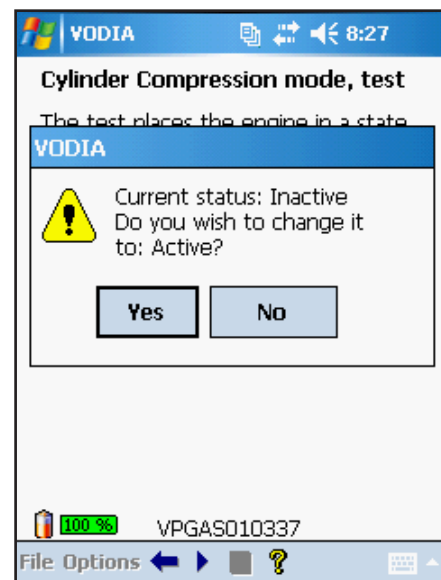 VODIA 8:27
Cylinder Compression mode, test
The test places the engine in a state
VODIA
Current status: Inactive
Do you wish to change it
to: Active?
Yes No
100 % VPGAS010337
File Options ?